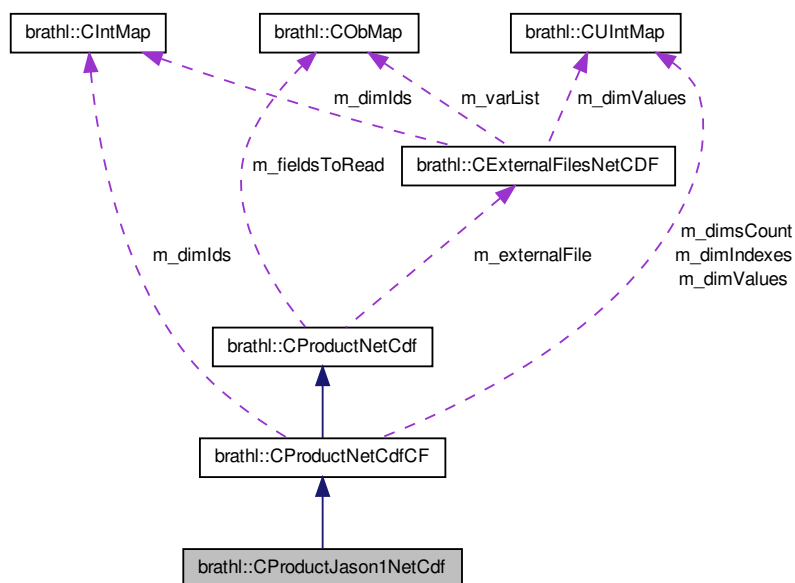 brathl::CIntMap
brathl::CObMap
brathl::CUIntMap
m_dimIds
m_varList
m_dimValues
m_fieldsToRead
brathl::CExternalFilesNetCDF
m_dimIds
m_externalFile
m_dimsCount
m_dimIndexes
m_dimValues
brathl::CProductNetCdf
brathl::CProductNetCdfCF
brathl::CProductJason1NetCdf